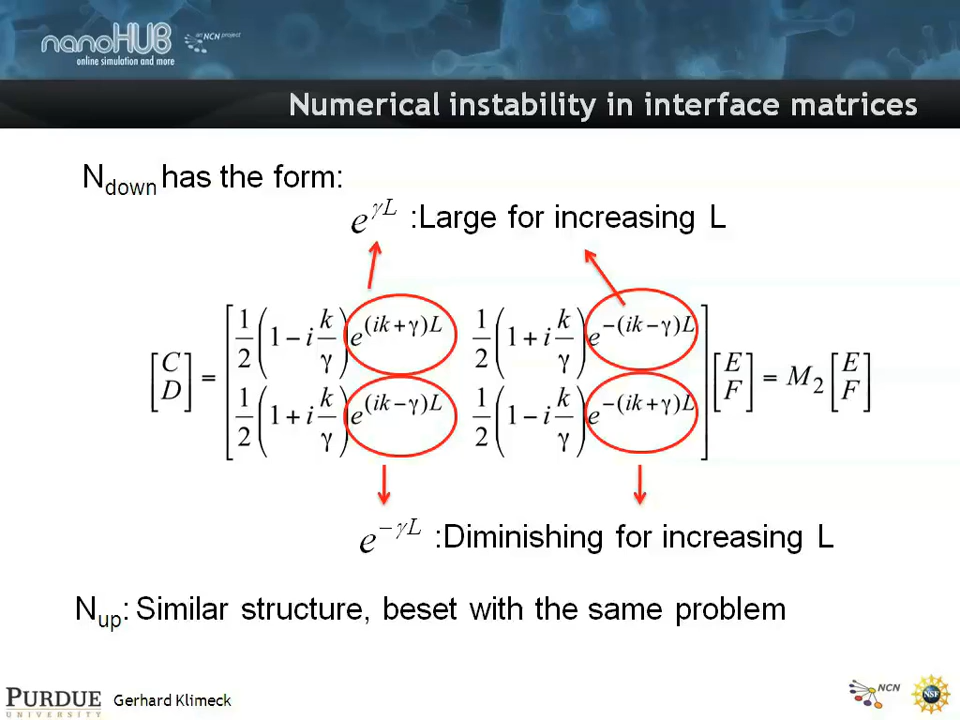 nanoHUB
an NCN project
online simulation and more
Numerical instability in interface matrices
N_down has the form:
e^{γL} :Large for increasing L
[C D] = [1/2 (1 − i k/γ) e^{(ik+γ)L}   1/2 (1 + i k/γ) e^{−(ik−γ)L}
1/2 (1 + i k/γ) e^{(ik−γ)L}   1/2 (1 − i k/γ) e^{−(ik+γ)L}] [E F] = M_2 [E F]
e^{−γL} :Diminishing for increasing L
N_up: Similar structure, beset with the same problem
PURDUE
UNIVERSITY
Gerhard Klimeck
NCN
NSF